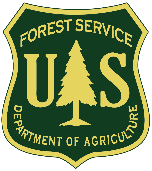 FOREST SERVICE
U S
DEPARTMENT OF AGRICULTURE